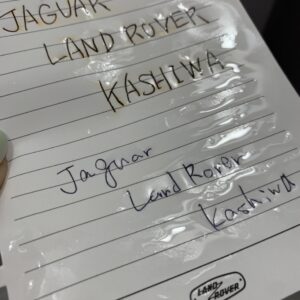 JAGUAR
LAND ROVER
KASHIWA
Jaguar
Land Rover
Kashiwa
LAND
ROVER